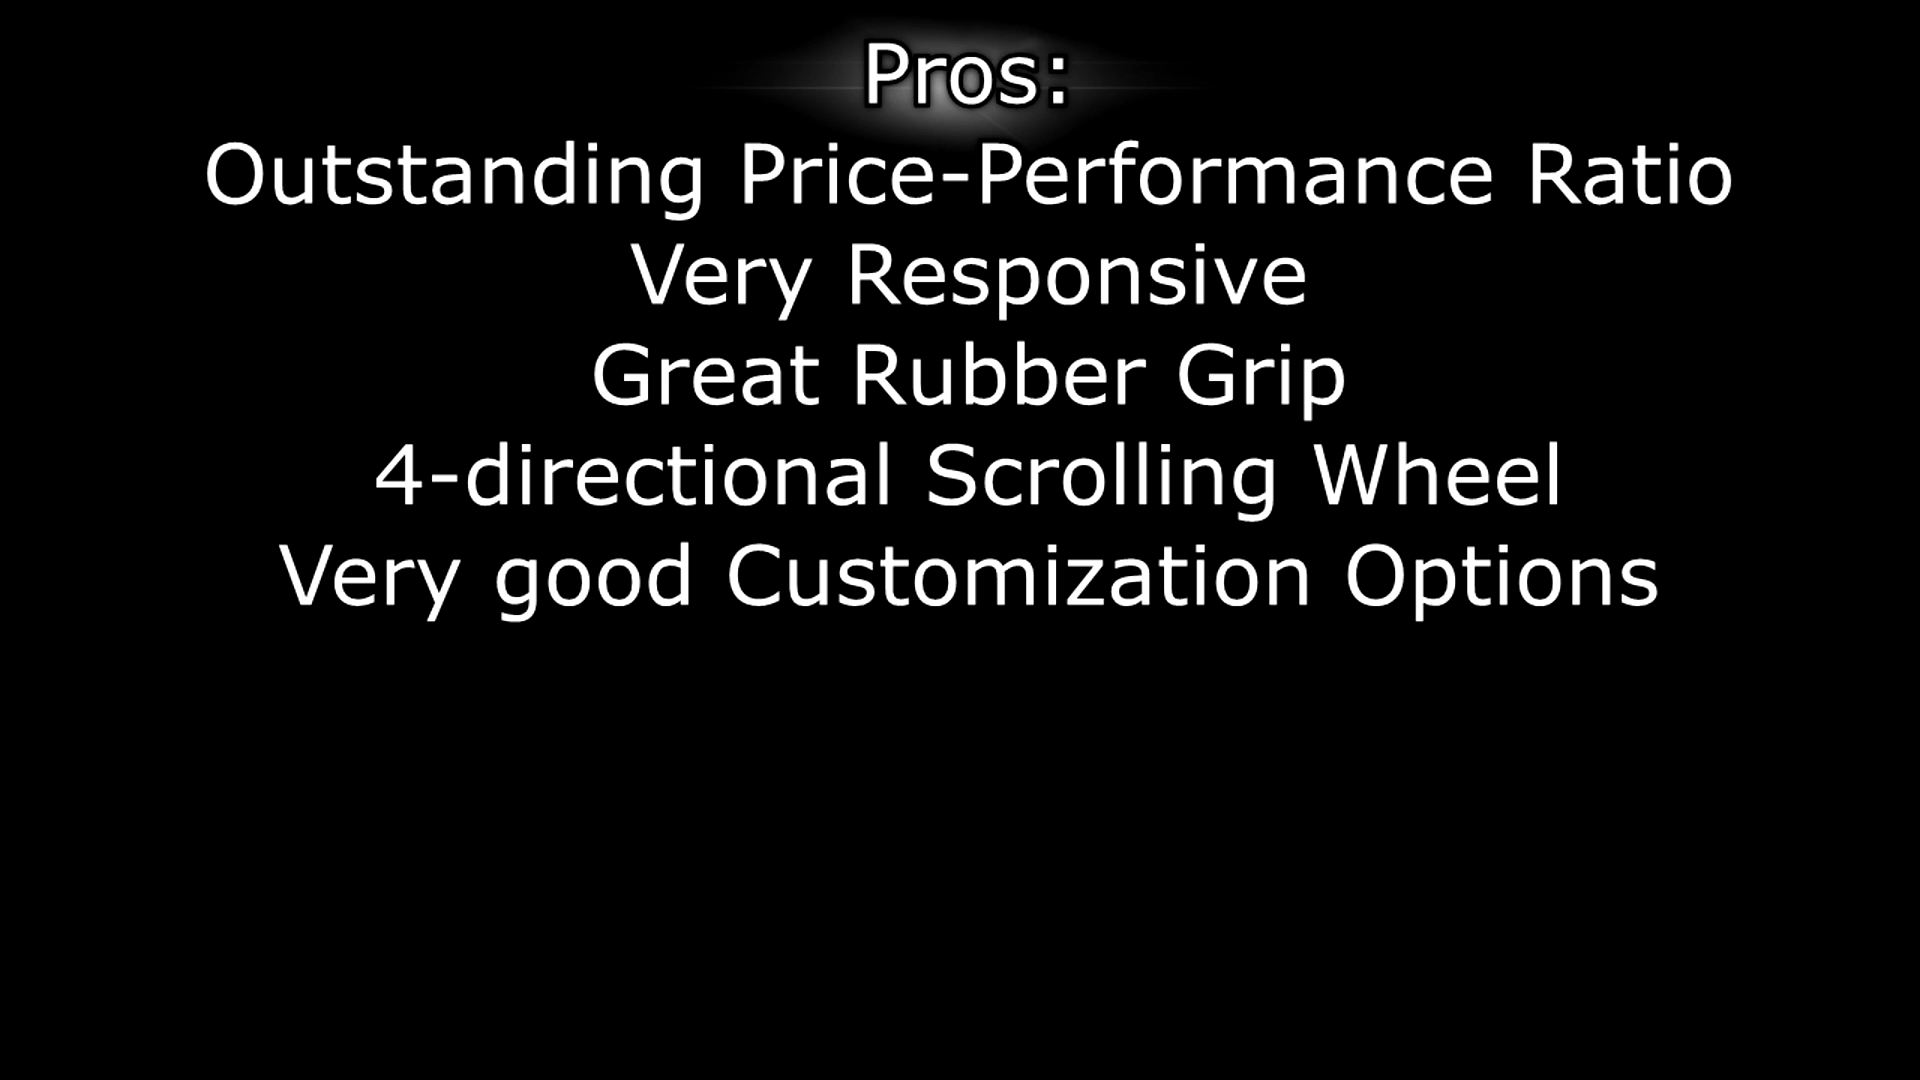 Pros:
Outstanding Price-Performance Ratio
Very Responsive
Great Rubber Grip
4-directional Scrolling Wheel
Very good Customization Options